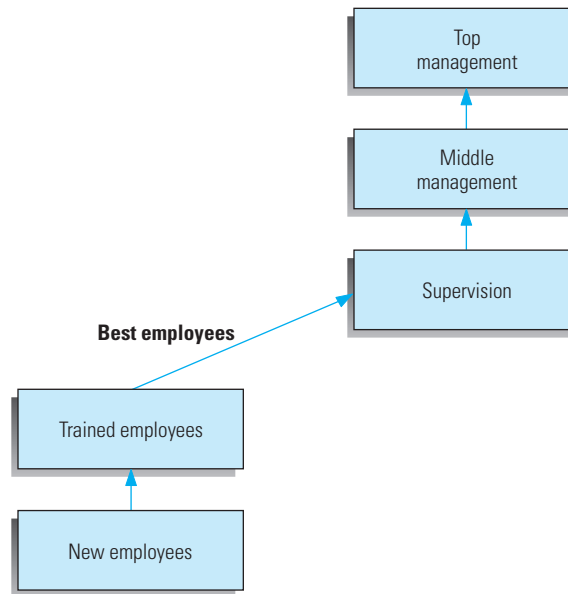 Top
management
Middle
management
Supervision
Best employees
Trained employees
New employees